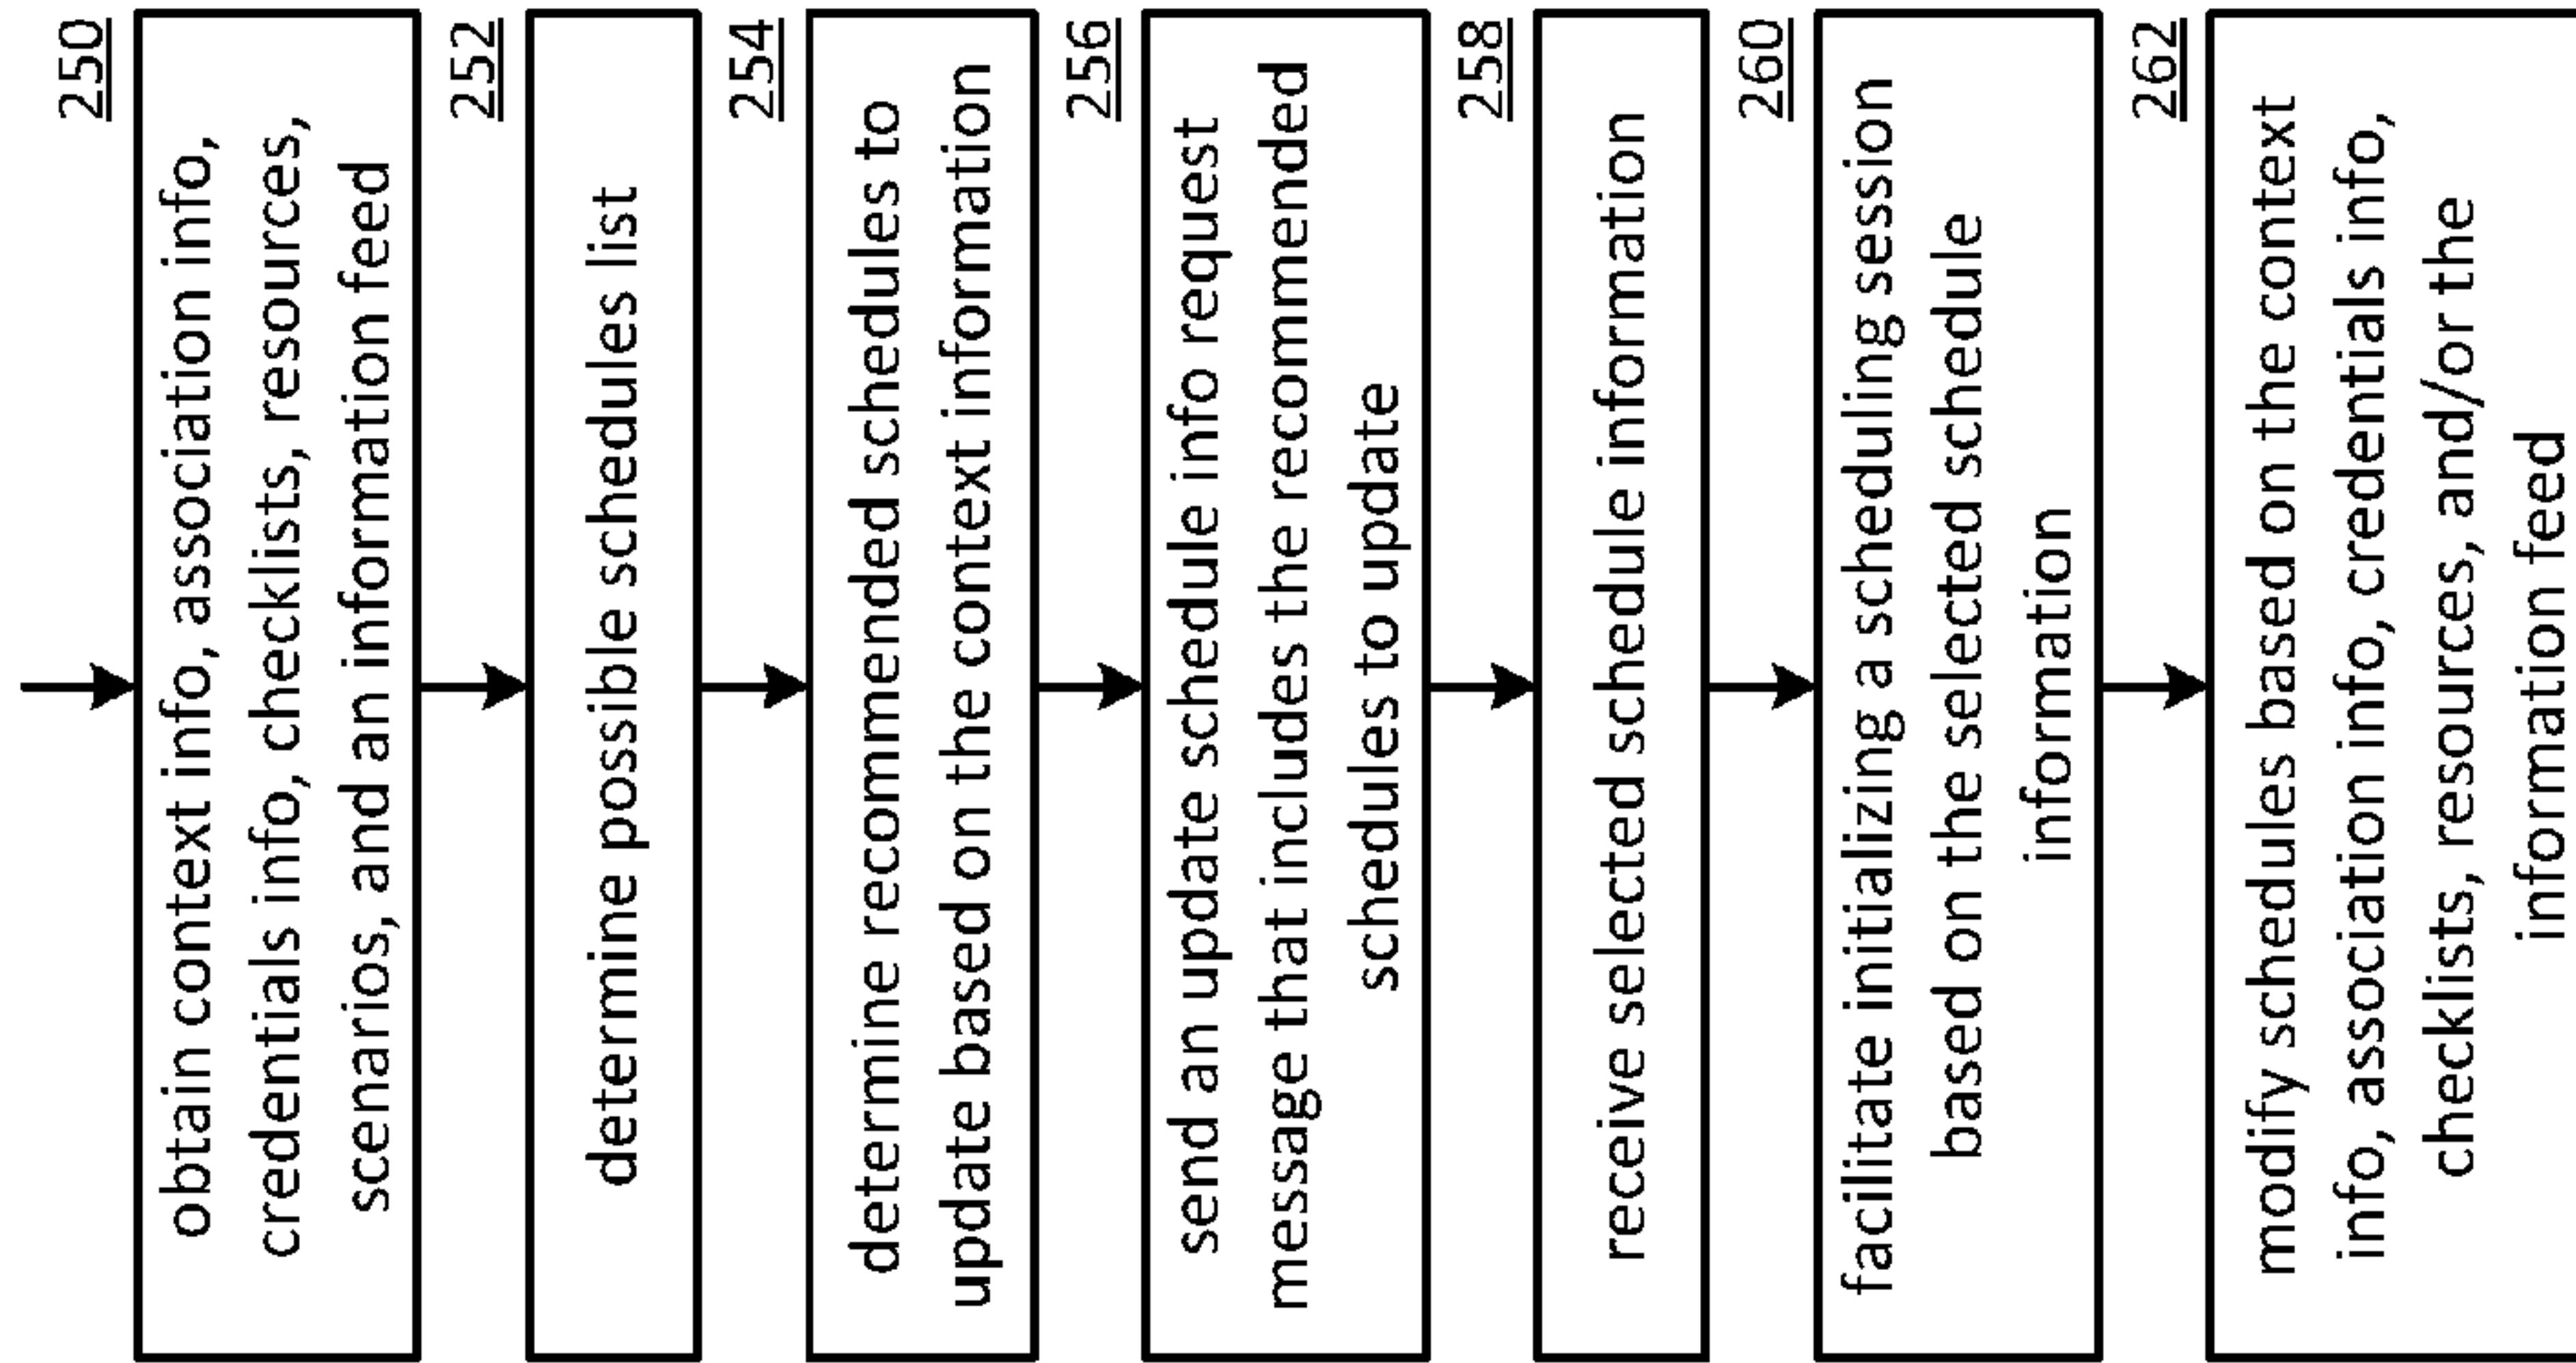 250
obtain context info, association info,
credentials info, checklists, resources,
scenarios, and an information feed
252
determine possible schedules list
254
determine recommended schedules to
update based on the context information
256
send an update schedule info request
message that includes the recommended
schedules to update
258
receive selected schedule information
260
facilitate initializing a scheduling session
based on the selected schedule
information
262
modify schedules based on the context
info, association info, credentials info,
checklists, resources, and/or the
information feed